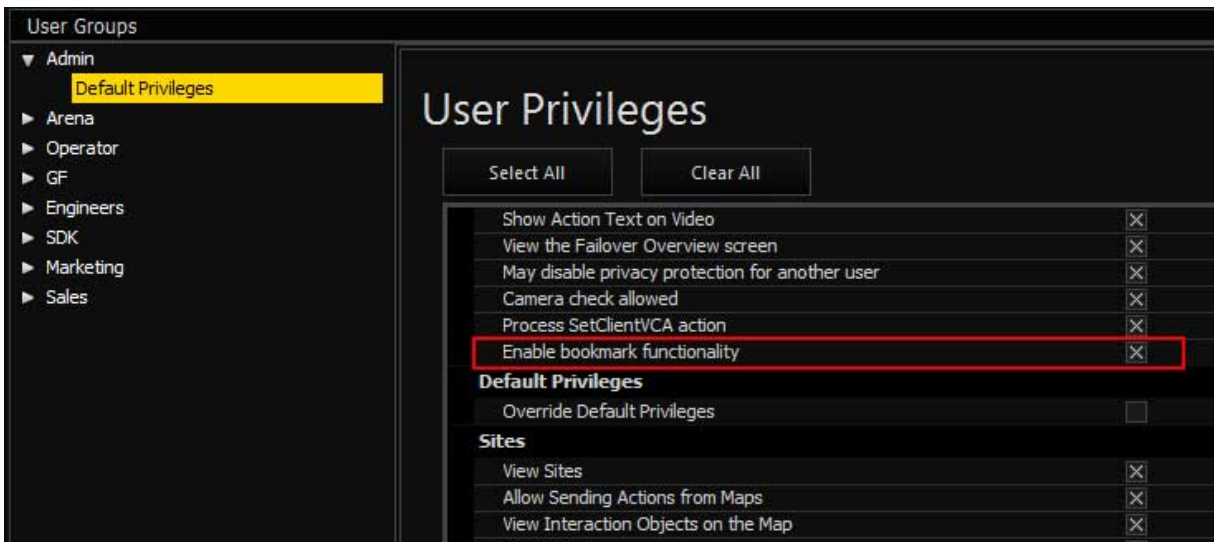 User Groups
Admin
Default Privileges
Arena
Operator
GF
Engineers
SDK
Marketing
Sales
User Privileges
Select All
Clear All
Show Action Text on Video
View the Failover Overview screen
May disable privacy protection for another user
Camera check allowed
Process SetClientVCA action
Enable bookmark functionality
Default Privileges
Override Default Privileges
Sites
View Sites
Allow Sending Actions from Maps
View Interaction Objects on the Map